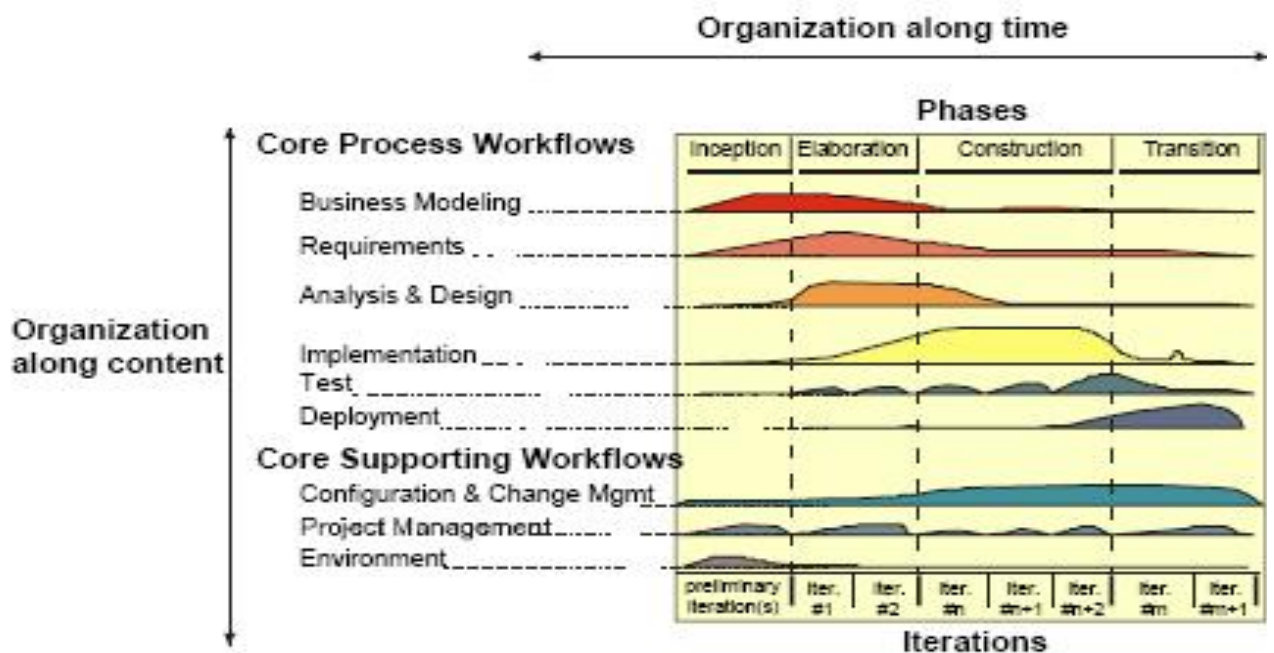 Organization along time
Phases
Core Process Workflows
Inception Elaboration Construction Transition
Business Modeling
Requirements
Analysis & Design
Organization
along content
Implementation
Test
Deployment
Core Supporting Workflows
Configuration & Change Mgmt
Project Management
Environment
preliminary
iteration(s)
Iter.
#1
Iter.
#2
Iter.
#n
Iter.
#n+1
Iter.
#n+2
Iter.
#m
Iter.
#m+1
Iterations